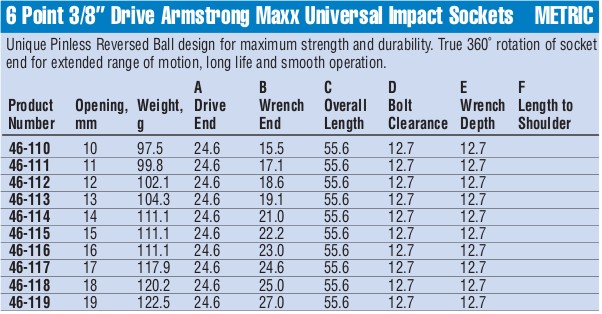 6 Point 3/8" Drive Armstrong Maxx Universal Impact Sockets METRIC
Unique Pinless Reversed Ball design for maximum strength and durability. True 360° rotation of socket
end for extended range of motion, long life and smooth operation.
A B C D E F
Product Opening, Weight, Drive Wrench Overall Bolt Wrench Length to
Number mm g End End Length Clearance Depth Shoulder
46-110 10 97.5 24.6 15.5 55.6 12.7 12.7
46-111 11 99.8 24.6 17.1 55.6 12.7 12.7
46-112 12 102.1 24.6 18.6 55.6 12.7 12.7
46-113 13 104.3 24.6 19.1 55.6 12.7 12.7
46-114 14 111.1 24.6 21.0 55.6 12.7 12.7
46-115 15 111.1 24.6 22.2 55.6 12.7 12.7
46-116 16 111.1 24.6 23.0 55.6 12.7 12.7
46-117 17 117.9 24.6 24.6 55.6 12.7 12.7
46-118 18 120.2 24.6 25.0 55.6 12.7 12.7
46-119 19 122.5 24.6 27.0 55.6 12.7 12.7